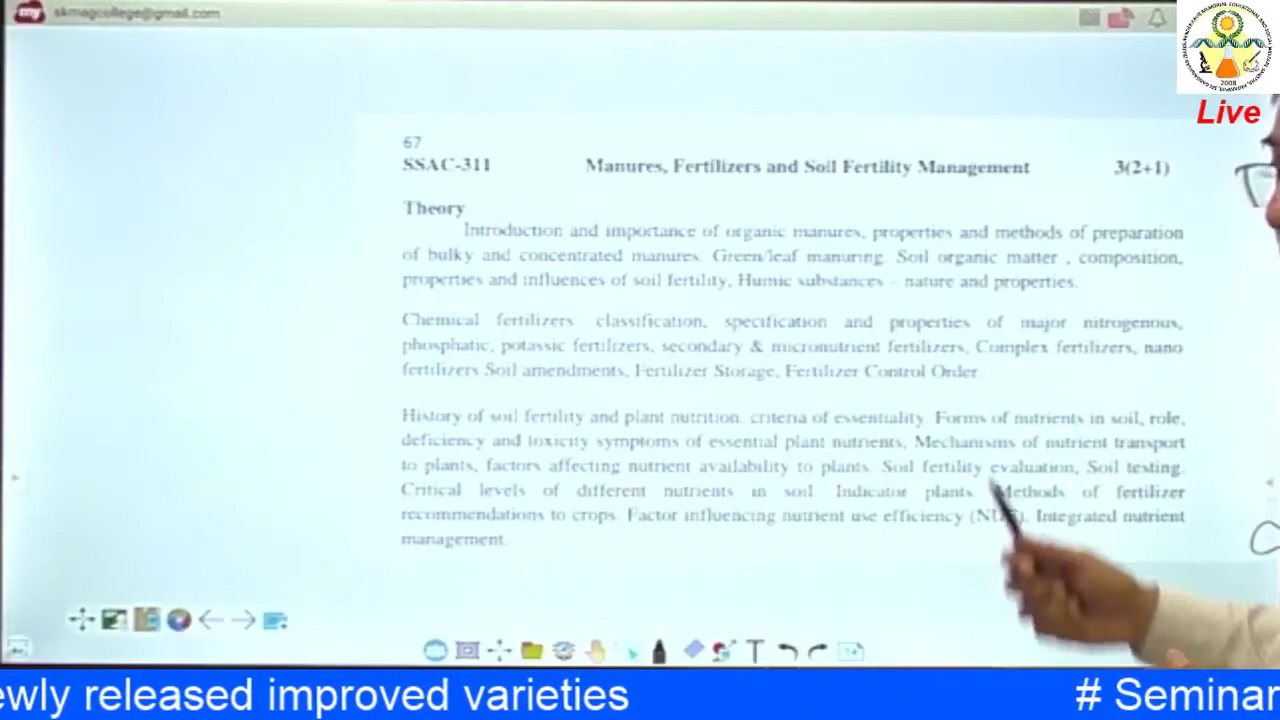 my skmagcollege@gmail.com
2008
Live
67
SSAC-311 Manures, Fertilizers and Soil Fertility Management 3(2+1)
Theory
Introduction and importance of organic manures, properties and methods of preparation
of bulky and concentrated manures. Green/leaf manuring. Soil organic matter , composition,
properties and influences of soil fertility, Humic substances – nature and properties.
Chemical fertilizers classification, specification and properties of major nitrogenous,
phosphatic, potassic fertilizers, secondary & micronutrient fertilizers, Complex fertilizers, nano
fertilizers Soil amendments, Fertilizer Storage, Fertilizer Control Order.
History of soil fertility and plant nutrition. criteria of essentiality. Forms of nutrients in soil, role,
deficiency and toxicity symptoms of essential plant nutrients, Mechanisms of nutrient transport
to plants, factors affecting nutrient availability to plants. Soil fertility evaluation, Soil testing.
Critical levels of different nutrients in soil Indicator plants. Methods of fertilizer
recommendations to crops. Factor influencing nutrient use efficiency (NUE). Integrated nutrient
management.
ewly released improved varieties # Seminar